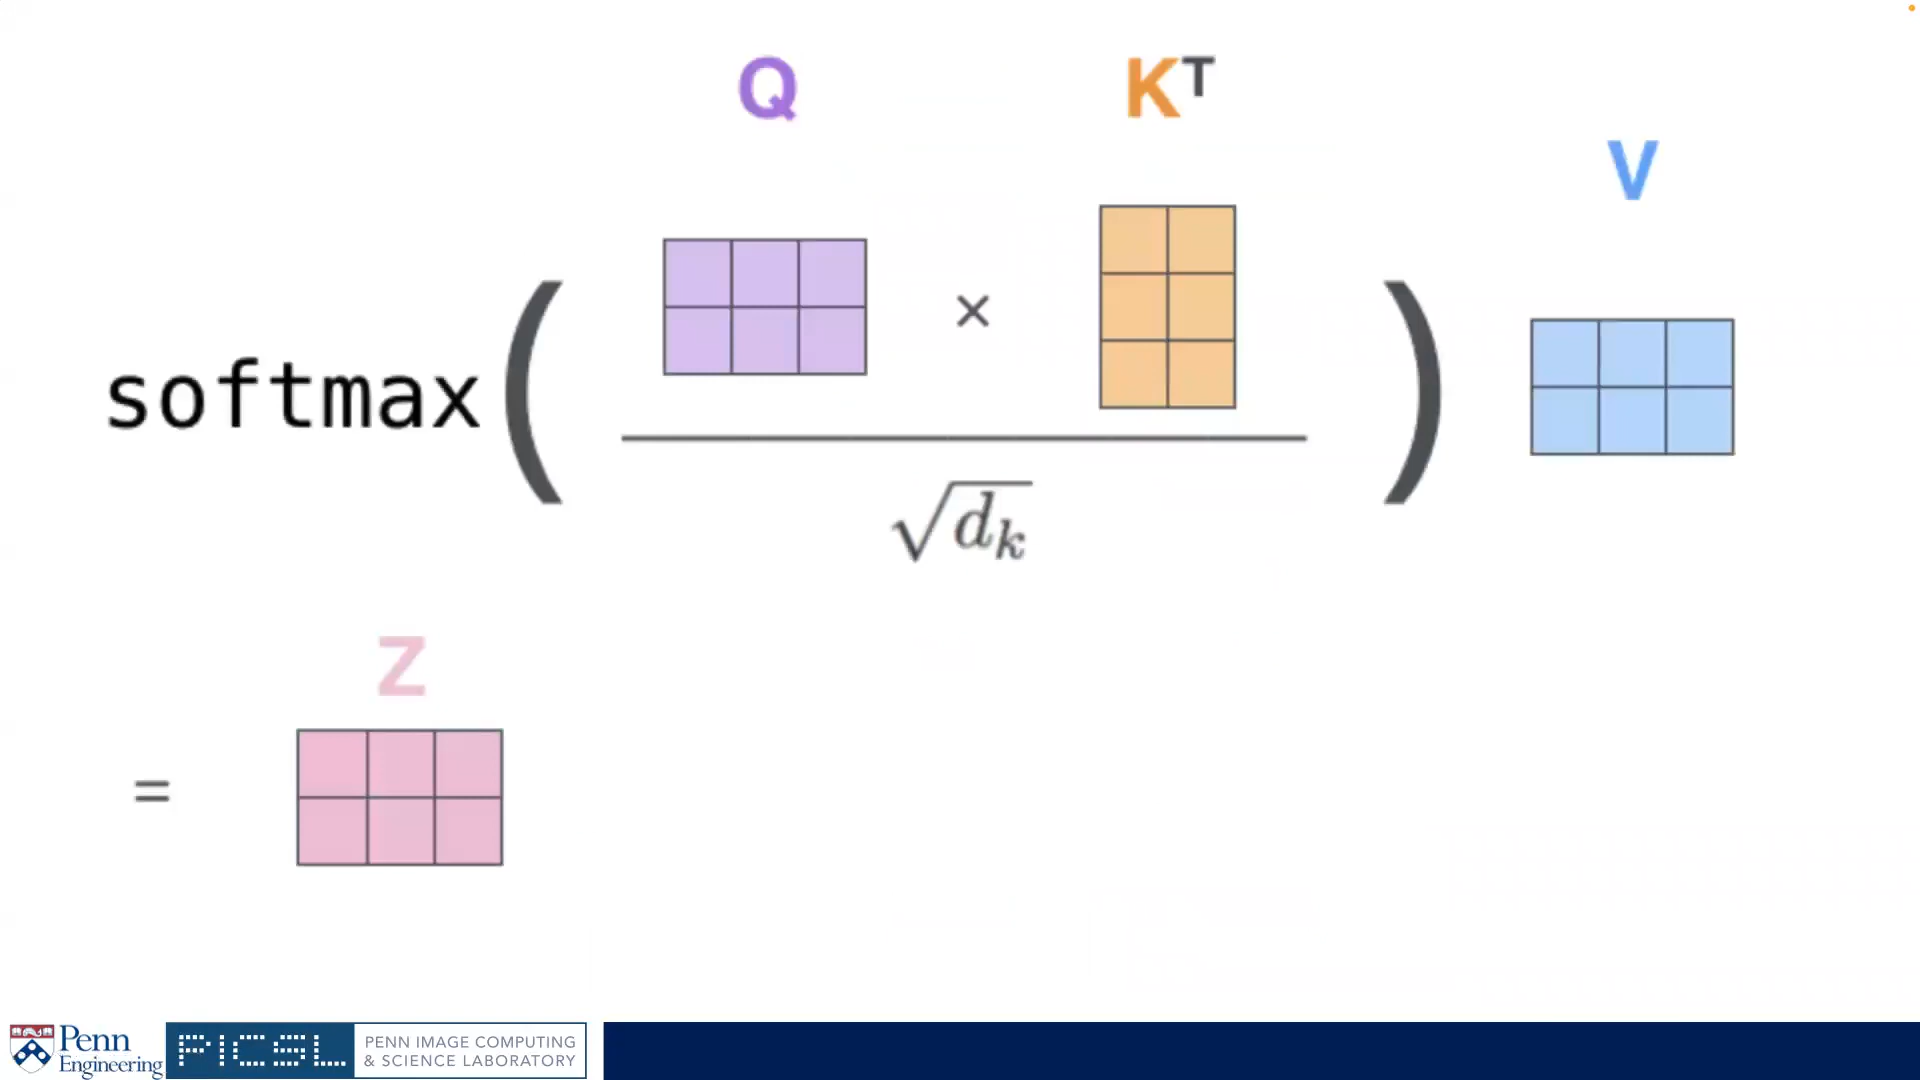 Q
K^T
V
softmax( × )
√d_k
Z
=
Penn
Engineering
PICSL
PENN IMAGE COMPUTING
& SCIENCE LABORATORY